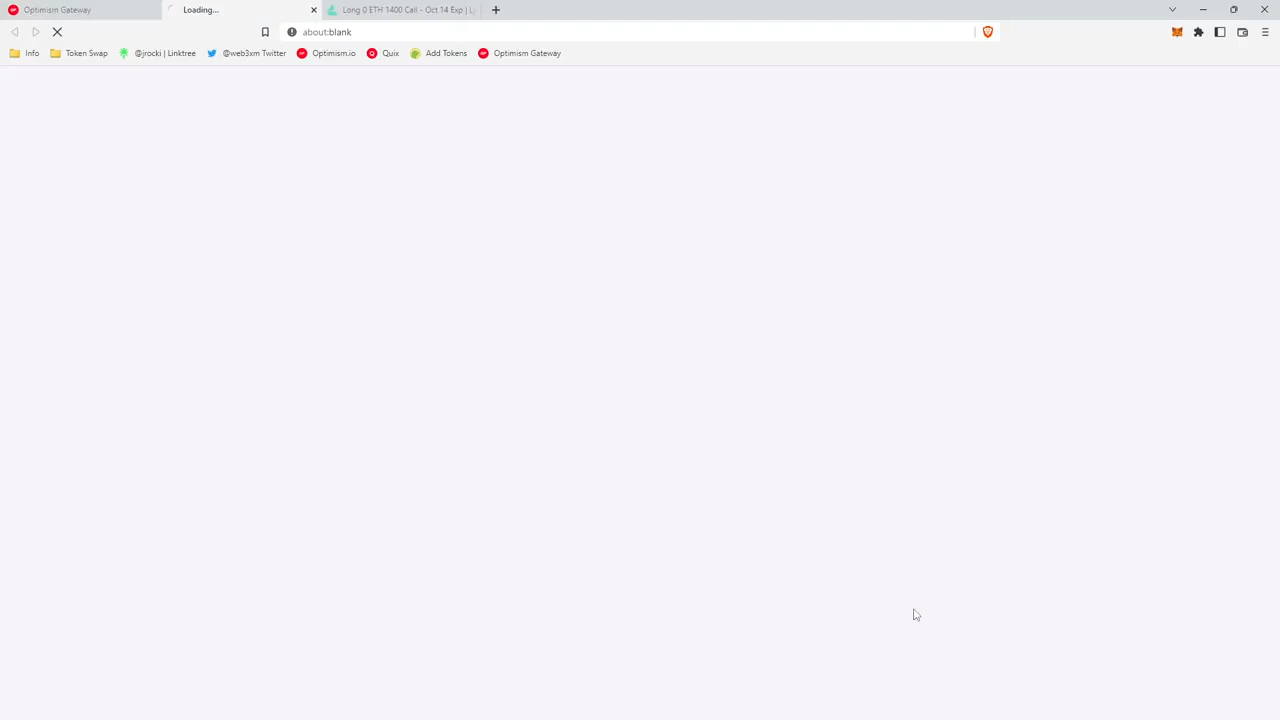 Optimism Gateway
Loading...
Long 0 ETH 1400 Call - Oct 14 Exp | Ly
about:blank
Info
Token Swap
@jrocki | Linktree
@web3xm Twitter
Optimism.io
Quix
Add Tokens
Optimism Gateway